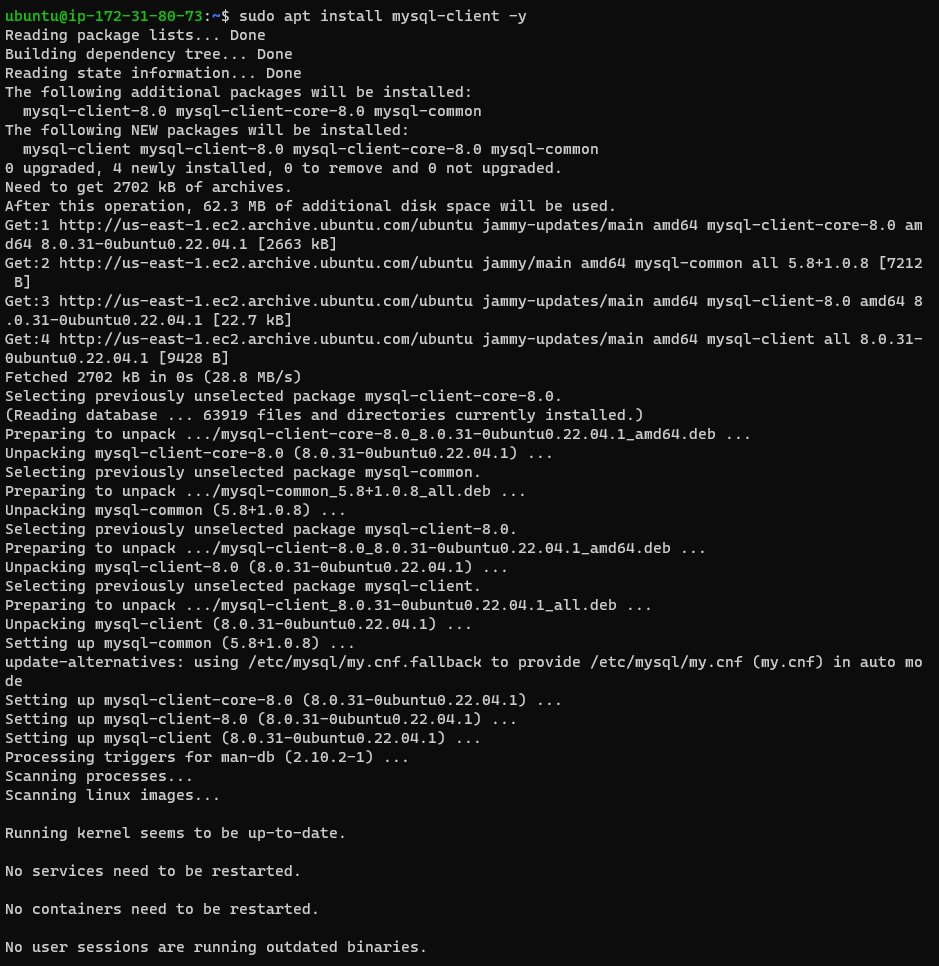 ubuntu@ip-172-31-80-73:~$ sudo apt install mysql-client -y
Reading package lists... Done
Building dependency tree... Done
Reading state information... Done
The following additional packages will be installed:
  mysql-client-8.0 mysql-client-core-8.0 mysql-common
The following NEW packages will be installed:
  mysql-client mysql-client-8.0 mysql-client-core-8.0 mysql-common
0 upgraded, 4 newly installed, 0 to remove and 0 not upgraded.
Need to get 2702 kB of archives.
After this operation, 62.3 MB of additional disk space will be used.
Get:1 http://us-east-1.ec2.archive.ubuntu.com/ubuntu jammy-updates/main amd64 mysql-client-core-8.0 am
d64 8.0.31-0ubuntu0.22.04.1 [2663 kB]
Get:2 http://us-east-1.ec2.archive.ubuntu.com/ubuntu jammy/main amd64 mysql-common all 5.8+1.0.8 [7212
 B]
Get:3 http://us-east-1.ec2.archive.ubuntu.com/ubuntu jammy-updates/main amd64 mysql-client-8.0 amd64 8
.0.31-0ubuntu0.22.04.1 [22.7 kB]
Get:4 http://us-east-1.ec2.archive.ubuntu.com/ubuntu jammy-updates/main amd64 mysql-client all 8.0.31-
0ubuntu0.22.04.1 [9428 B]
Fetched 2702 kB in 0s (28.8 MB/s)
Selecting previously unselected package mysql-client-core-8.0.
(Reading database ... 63919 files and directories currently installed.)
Preparing to unpack .../mysql-client-core-8.0_8.0.31-0ubuntu0.22.04.1_amd64.deb ...
Unpacking mysql-client-core-8.0 (8.0.31-0ubuntu0.22.04.1) ...
Selecting previously unselected package mysql-common.
Preparing to unpack .../mysql-common_5.8+1.0.8_all.deb ...
Unpacking mysql-common (5.8+1.0.8) ...
Selecting previously unselected package mysql-client-8.0.
Preparing to unpack .../mysql-client-8.0_8.0.31-0ubuntu0.22.04.1_amd64.deb ...
Unpacking mysql-client-8.0 (8.0.31-0ubuntu0.22.04.1) ...
Selecting previously unselected package mysql-client.
Preparing to unpack .../mysql-client_8.0.31-0ubuntu0.22.04.1_all.deb ...
Unpacking mysql-client (8.0.31-0ubuntu0.22.04.1) ...
Setting up mysql-common (5.8+1.0.8) ...
update-alternatives: using /etc/mysql/my.cnf.fallback to provide /etc/mysql/my.cnf (my.cnf) in auto mo
de
Setting up mysql-client-core-8.0 (8.0.31-0ubuntu0.22.04.1) ...
Setting up mysql-client-8.0 (8.0.31-0ubuntu0.22.04.1) ...
Setting up mysql-client (8.0.31-0ubuntu0.22.04.1) ...
Processing triggers for man-db (2.10.2-1) ...
Scanning processes...
Scanning linux images...

Running kernel seems to be up-to-date.

No services need to be restarted.

No containers need to be restarted.

No user sessions are running outdated binaries.